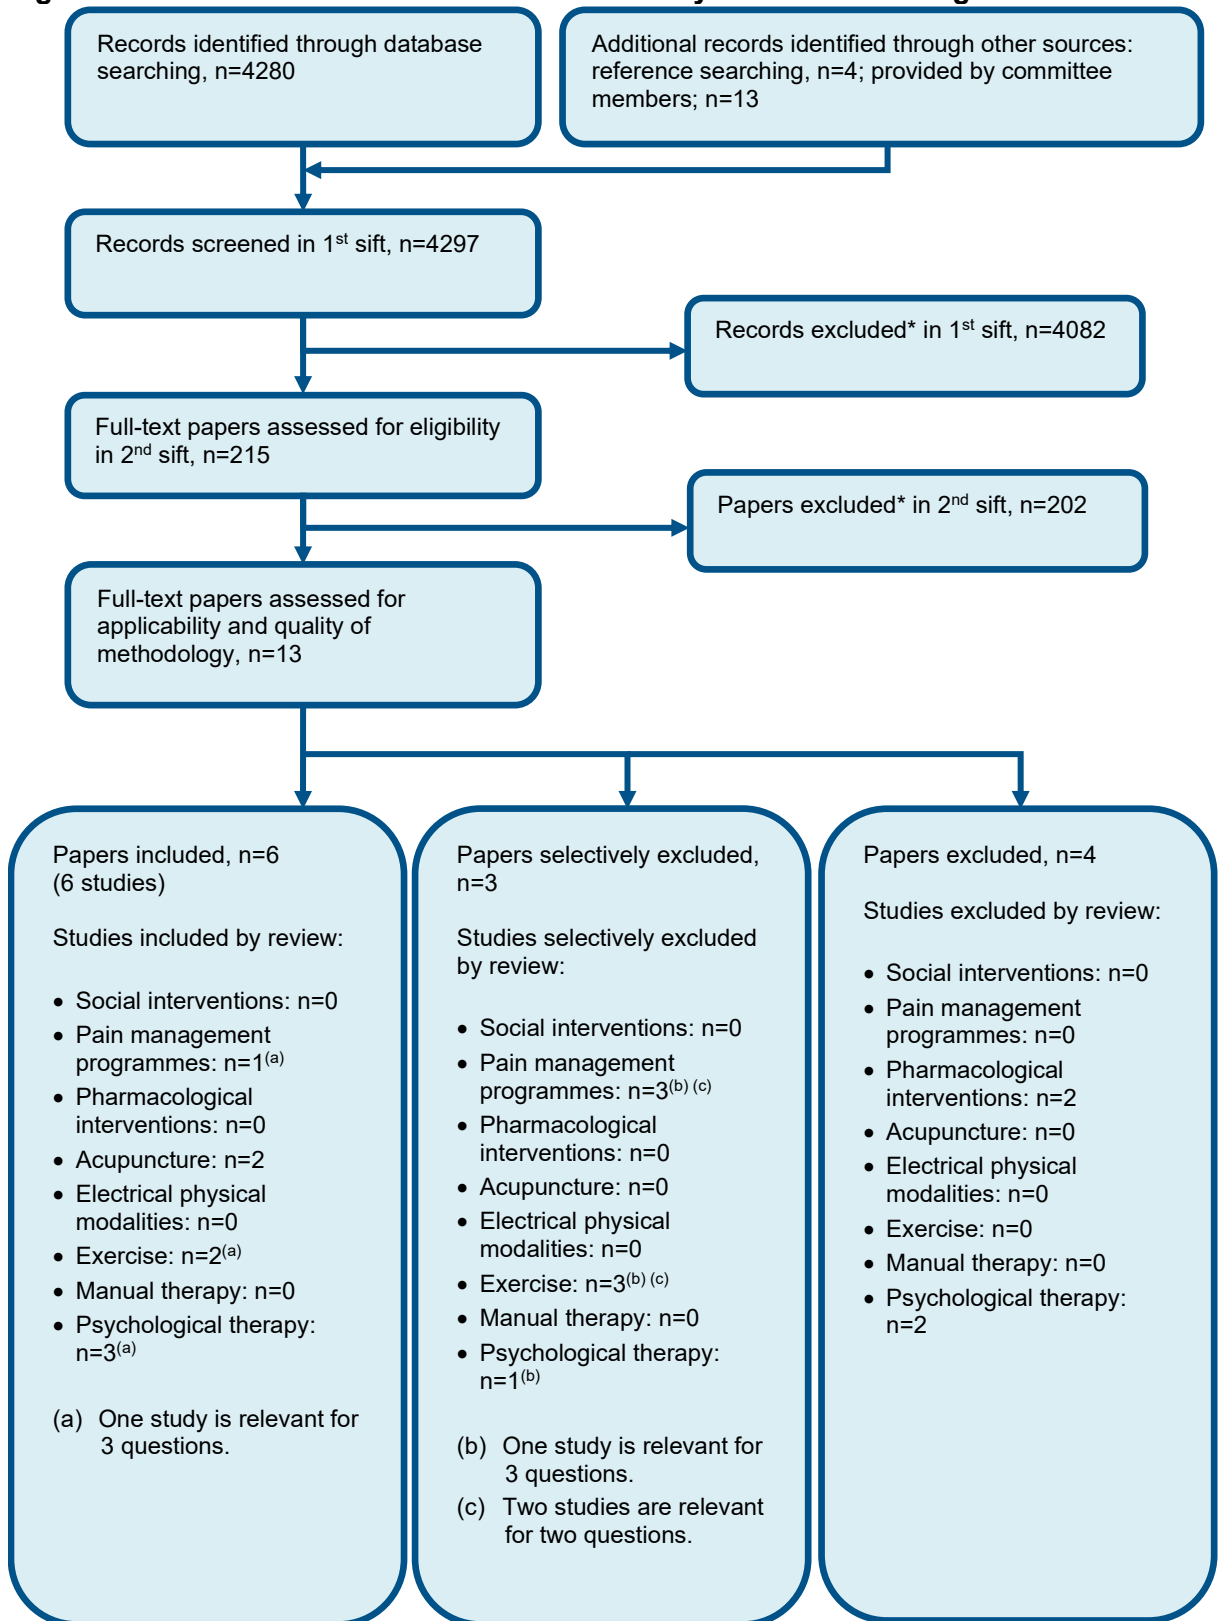 Records identified through database
searching, n=4280
Additional records identified through other sources:
reference searching, n=4; provided by committee
members; n=13
Records screened in 1st sift, n=4297
Records excluded* in 1st sift, n=4082
Full-text papers assessed for eligibility
in 2nd sift, n=215
Papers excluded* in 2nd sift, n=202
Full-text papers assessed for
applicability and quality of
methodology, n=13
Papers included, n=6
(6 studies)
Studies included by review:
• Social interventions: n=0
• Pain management
programmes: n=1(a)
• Pharmacological
interventions: n=0
• Acupuncture: n=2
• Electrical physical
modalities: n=0
• Exercise: n=2(a)
• Manual therapy: n=0
• Psychological therapy:
n=3(a)
(a) One study is relevant for
3 questions.
Papers selectively excluded,
n=3
Studies selectively excluded
by review:
• Social interventions: n=0
• Pain management
programmes: n=3(b) (c)
• Pharmacological
interventions: n=0
• Acupuncture: n=0
• Electrical physical
modalities: n=0
• Exercise: n=3(b) (c)
• Manual therapy: n=0
• Psychological therapy:
n=1(b)
(b) One study is relevant for
3 questions.
(c) Two studies are relevant
for two questions.
Papers excluded, n=4
Studies excluded by review:
• Social interventions: n=0
• Pain management
programmes: n=0
• Pharmacological
interventions: n=2
• Acupuncture: n=0
• Electrical physical
modalities: n=0
• Exercise: n=0
• Manual therapy: n=0
• Psychological therapy:
n=2